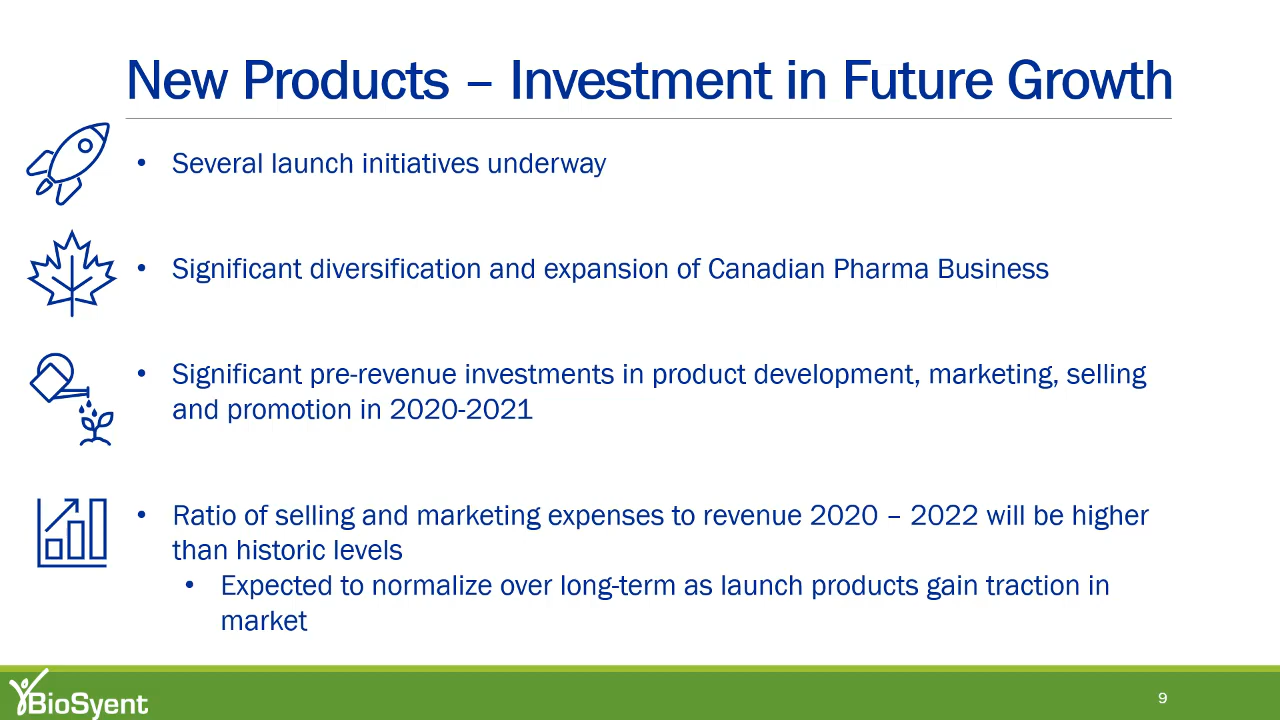 New Products – Investment in Future Growth
• Several launch initiatives underway
• Significant diversification and expansion of Canadian Pharma Business
• Significant pre-revenue investments in product development, marketing, selling
and promotion in 2020-2021
• Ratio of selling and marketing expenses to revenue 2020 – 2022 will be higher
than historic levels
• Expected to normalize over long-term as launch products gain traction in
market
BioSyent
9